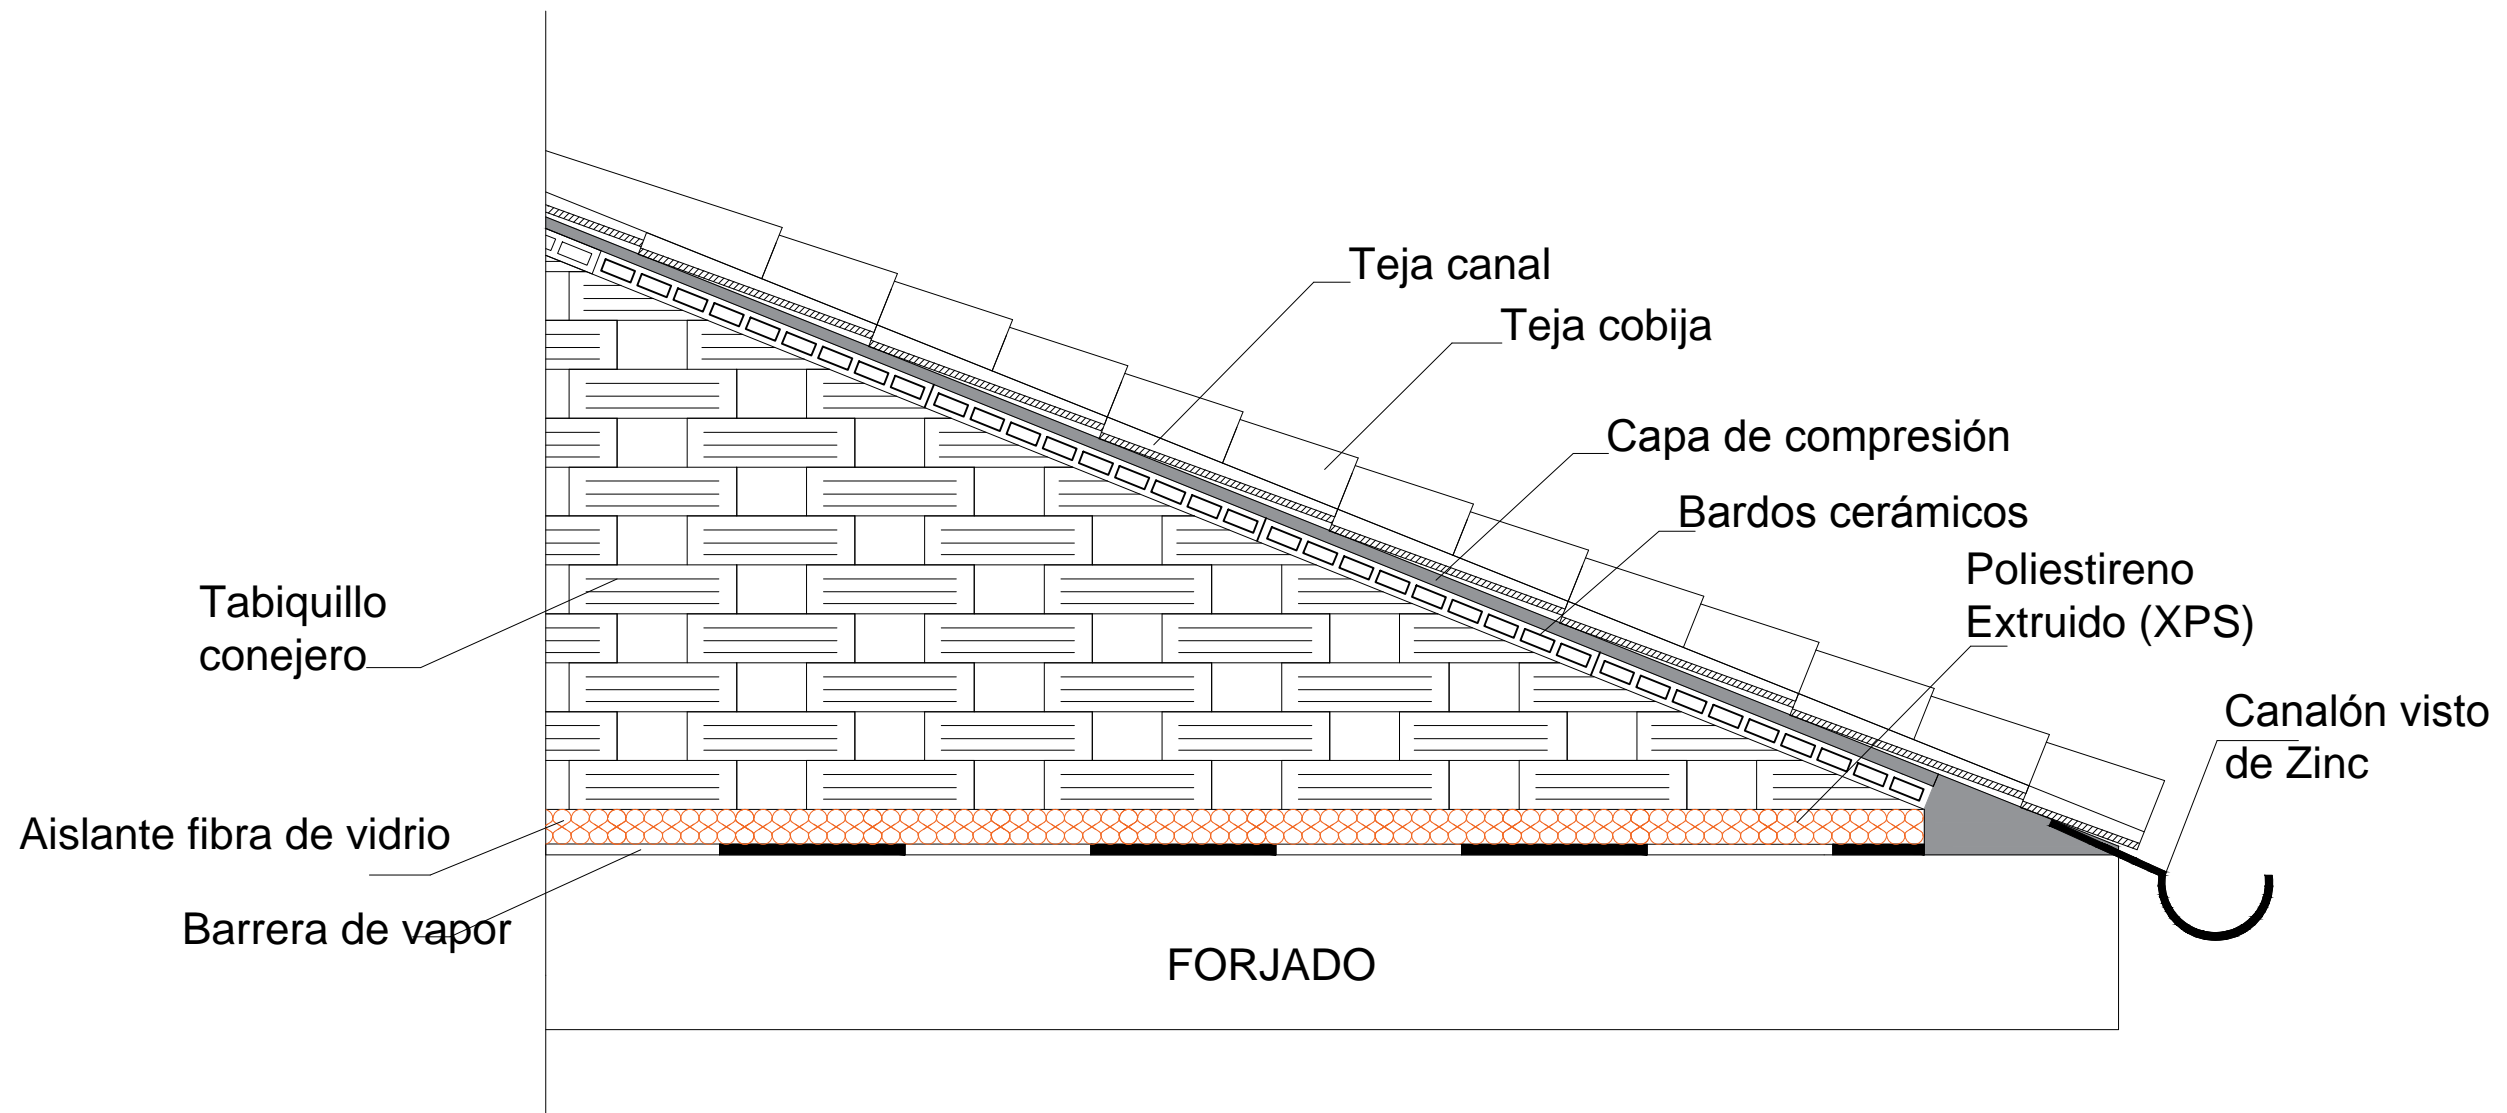 Teja canal
Teja cobija
Capa de compresión
Bardos cerámicos
Poliestireno
Extruido (XPS)
Tabiquillo
conejero
Canalón visto
de Zinc
Aislante fibra de vidrio
Barrera de vapor
FORJADO